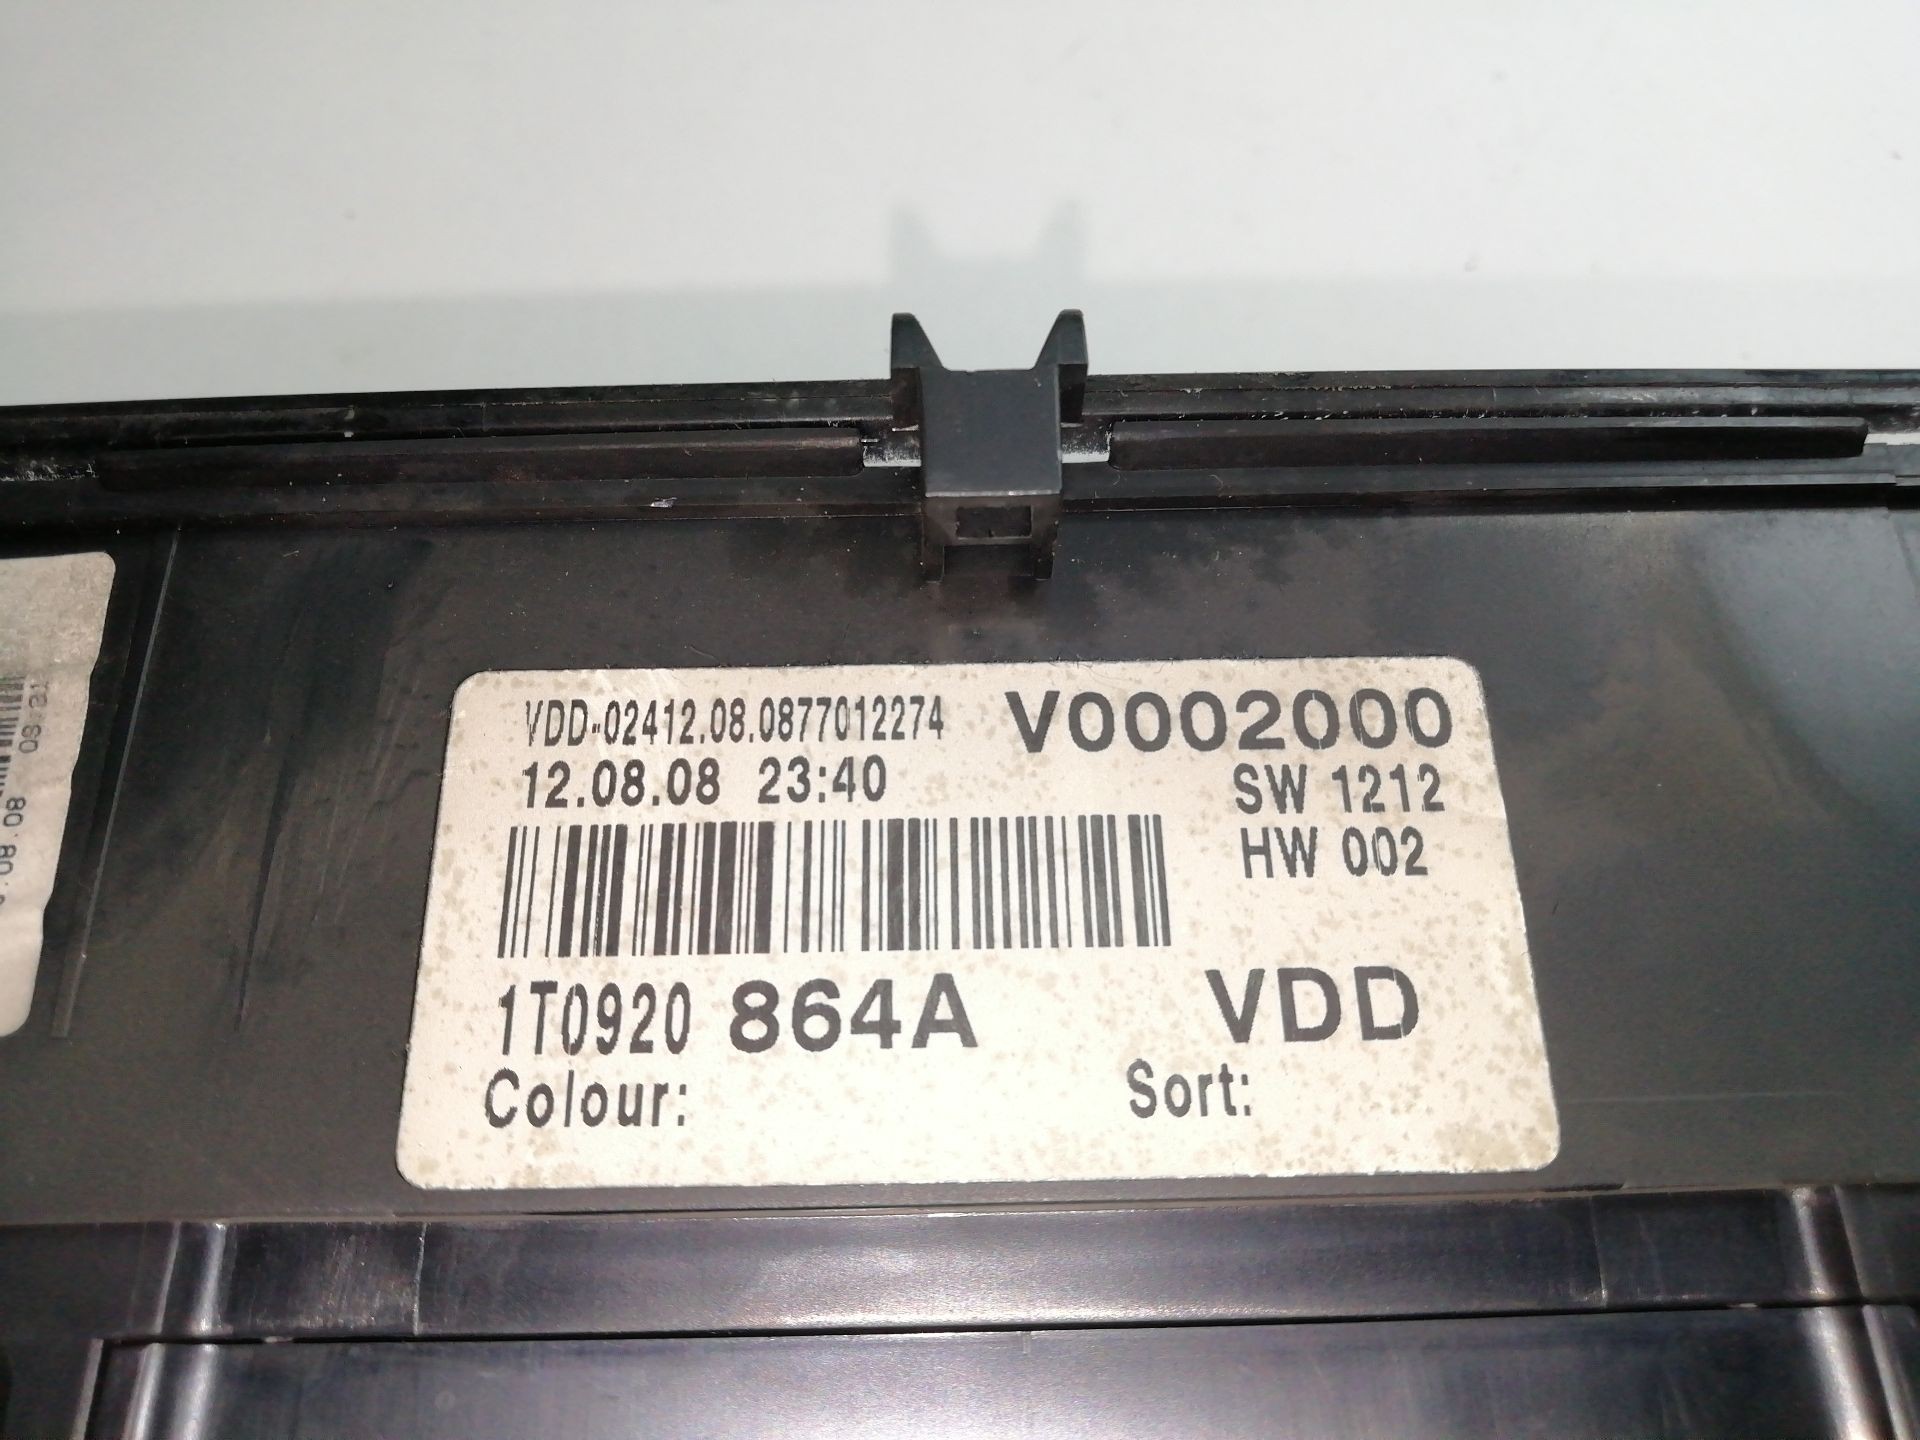 VDD-02412.08.0877012274 V0002000
12.08.08 23:40 SW 1212
HW 002
1T0920 864A VDD
Colour: Sort: